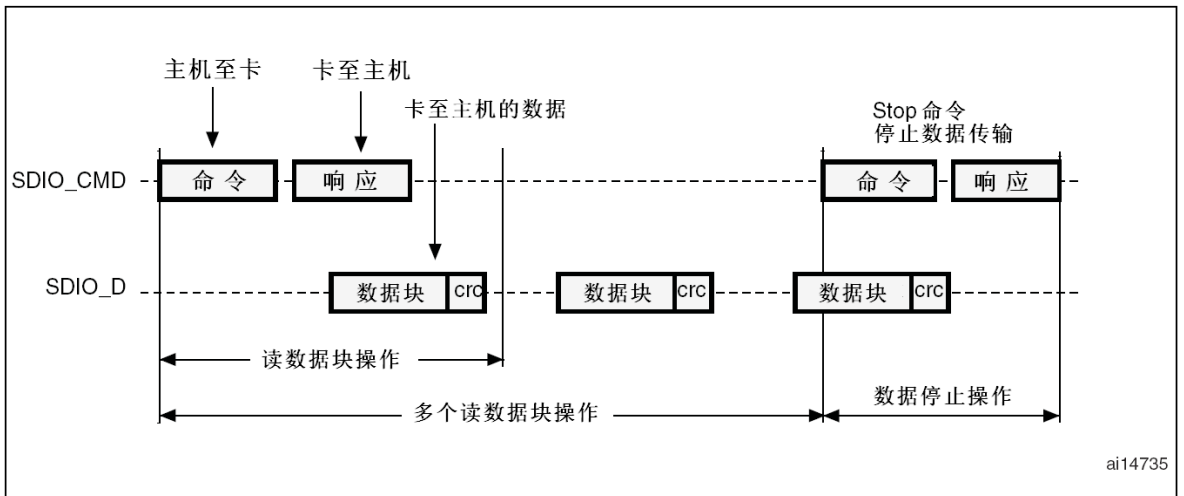 主机至卡
卡至主机
卡至主机的数据
Stop 命令
停止数据传输
SDIO_CMD
命令
响应
命令
响应
SDIO_D
数据块
crc
数据块
crc
数据块
crc
读数据块操作
多个读数据块操作
数据停止操作
ai14735